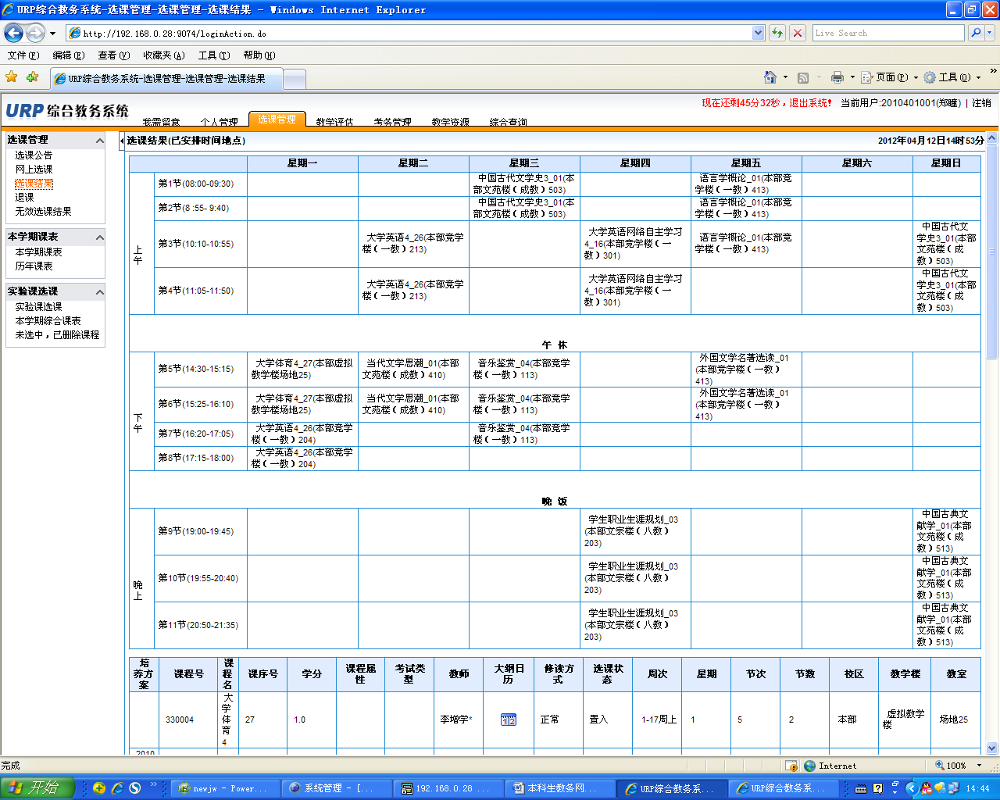 URP综合教务系统-选课管理-选课管理-选课结果 - Windows Internet Explorer
http://192.168.0.28:9074/loginAction.do
Live Search
文件(F) 编辑(E) 查看(V) 收藏夹(A) 工具(T) 帮助(H)
URP综合教务系统-选课管理-选课管理-选课结果
页面(P) 工具(O)
现在还剩45分32秒，退出系统! 当前用户:2010401001(郑瞳) | 注销
URP综合教务系统
我需留意 个人管理 选课管理 教学评估 考务管理 教学资源 综合查询
选课管理
选课公告
网上选课
选课结果
退课
无效选课结果
本学期课表
本学期课表
历年课表
实验课选课
实验课选课
本学期综合课表
未选中，已删除课程
选课结果(已安排时间地点) 2012年04月12日14时53分
星期一 星期二 星期三 星期四 星期五 星期六 星期日
上午
第1节(08:00-09:30)
中国古代文学史3_01(本
部文苑楼（成教）503)
语言学概论_01(本部竞
学楼（一教）413)
第2节(8 :55- 9:40)
中国古代文学史3_01(本
部文苑楼（成教）503)
语言学概论_01(本部竞
学楼（一教）413)
第3节(10:10-10:55)
大学英语4_26(本部竞学
楼（一教）213)
大学英语网络自主学习
4_16(本部竞学楼（一
教）301)
语言学概论_01(本部竞
学楼（一教）413)
中国古代文
学史3_01(本部
文苑楼（成
教）503)
第4节(11:05-11:50)
大学英语4_26(本部竞学
楼（一教）213)
大学英语网络自主学习
4_16(本部竞学楼（一
教）301)
中国古代文
学史3_01(本部
文苑楼（成
教）503)
午 休
下午
第5节(14:30-15:15)
大学体育4_27(本部虚拟
教学楼场地25)
当代文学思潮_01(本部
文苑楼（成教）410)
音乐鉴赏_04(本部竞学
楼（一教）113)
外国文学名著选读_01
(本部竞学楼（一教）
413)
第6节(15:25-16:10)
大学体育4_27(本部虚拟
教学楼场地25)
当代文学思潮_01(本部
文苑楼（成教）410)
音乐鉴赏_04(本部竞学
楼（一教）113)
外国文学名著选读_01
(本部竞学楼（一教）
413)
第7节(16:20-17:05)
大学英语4_26(本部竞学
楼（一教）204)
音乐鉴赏_04(本部竞学
楼（一教）113)
第8节(17:15-18:00)
大学英语4_26(本部竞学
楼（一教）204)
晚 饭
晚上
第9节(19:00-19:45)
学生职业生涯规划_03
(本部文宗楼（八教）
203)
中国古典文
献学_01(本部
文苑楼（成
教）513)
第10节(19:55-20:40)
学生职业生涯规划_03
(本部文宗楼（八教）
203)
中国古典文
献学_01(本部
文苑楼（成
教）513)
第11节(20:50-21:35)
学生职业生涯规划_03
(本部文宗楼（八教）
203)
中国古典文
献学_01(本部
文苑楼（成
教）513)
培养方案 课程号 课程名 课序号 学分 课程属性 考试类型 教师 大纲日历 修读方式 选课状态 周次 星期 节次 节数 校区 教学楼 教室
330004 大学体育4 27 1.0 李增学* 正常 置入 1-17周上 1 5 2 本部 虚拟教学楼 场地25
2010
完成 Internet 100%
开始 newjw - Power... 系统管理 - [... 192.168.0.28 ... 本科生教务网... URP综合教务系... URP综合教务系... 14:44